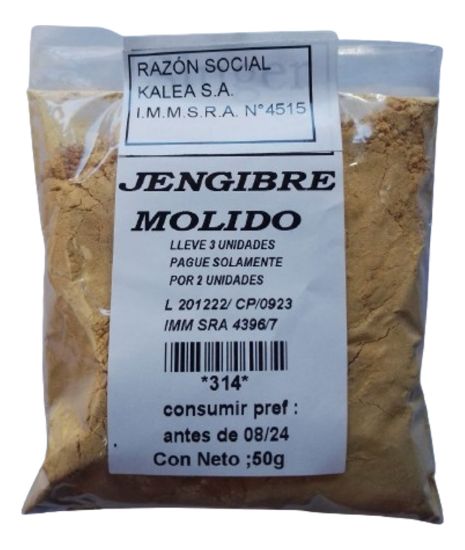 RAZÓN SOCIAL
KALEA S.A.
I.M.M.S.R.A. N°4515
JENGIBRE
MOLIDO
LLEVE 3 UNIDADES
PAGUE SOLAMENTE
POR 2 UNIDADES
L 201222/ CP/0923
IMM SRA 4396/7
*314*
consumir pref :
antes de 08/24
Con Neto ;50g